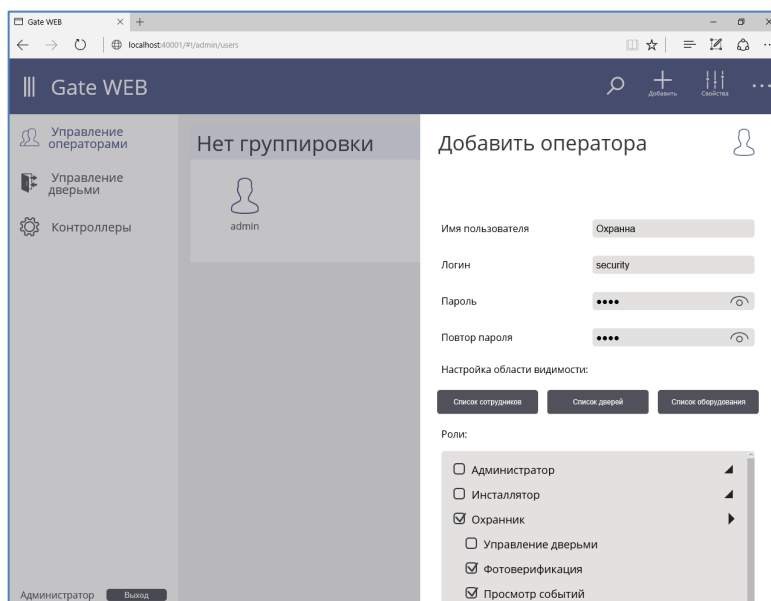 Gate WEB
localhost:40001/#!/admin/users
Gate WEB
Добавить
Свойства
Управление
операторами
Управление
дверьми
Контроллеры
Нет группировки
admin
Добавить оператора
Имя пользователя
Охранна
Логин
security
Пароль
••••
Повтор пароля
••••
Настройка области видимости:
Список сотрудников
Список дверей
Список оборудования
Роли:
Администратор
Инсталлятор
Охранник
Управление дверьми
Фотоверификация
Просмотр событий
Администратор
Выход